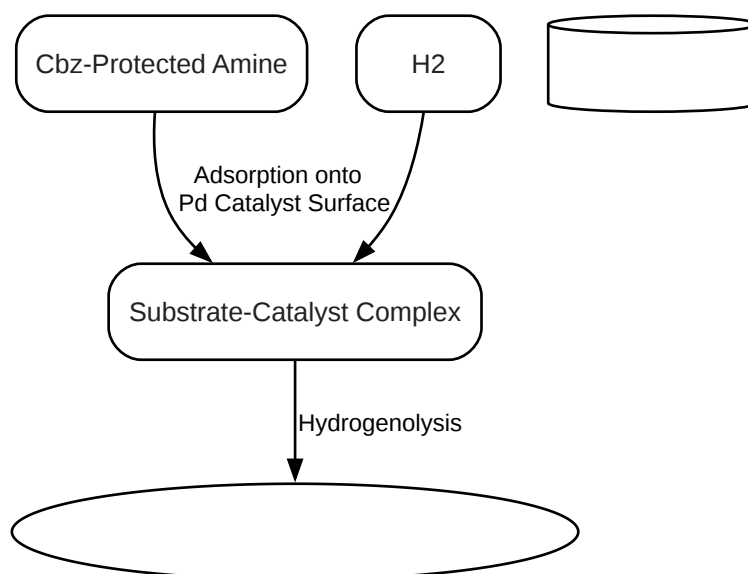 Cbz-Protected Amine
H2
Adsorption onto
Pd Catalyst Surface
Substrate-Catalyst Complex
Hydrogenolysis